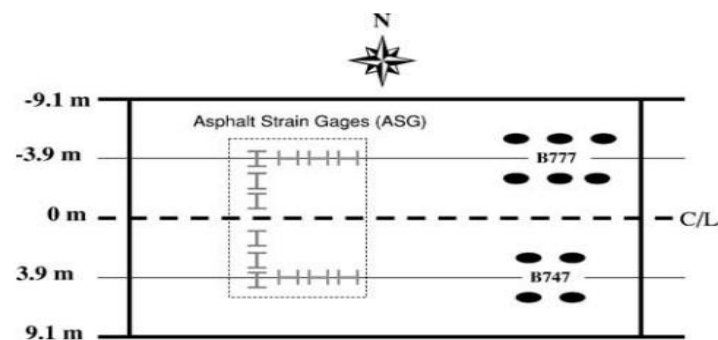 N
-9.1 m
Asphalt Strain Gages (ASG)
-3.9 m
B777
0 m
C/L
3.9 m
B747
9.1 m